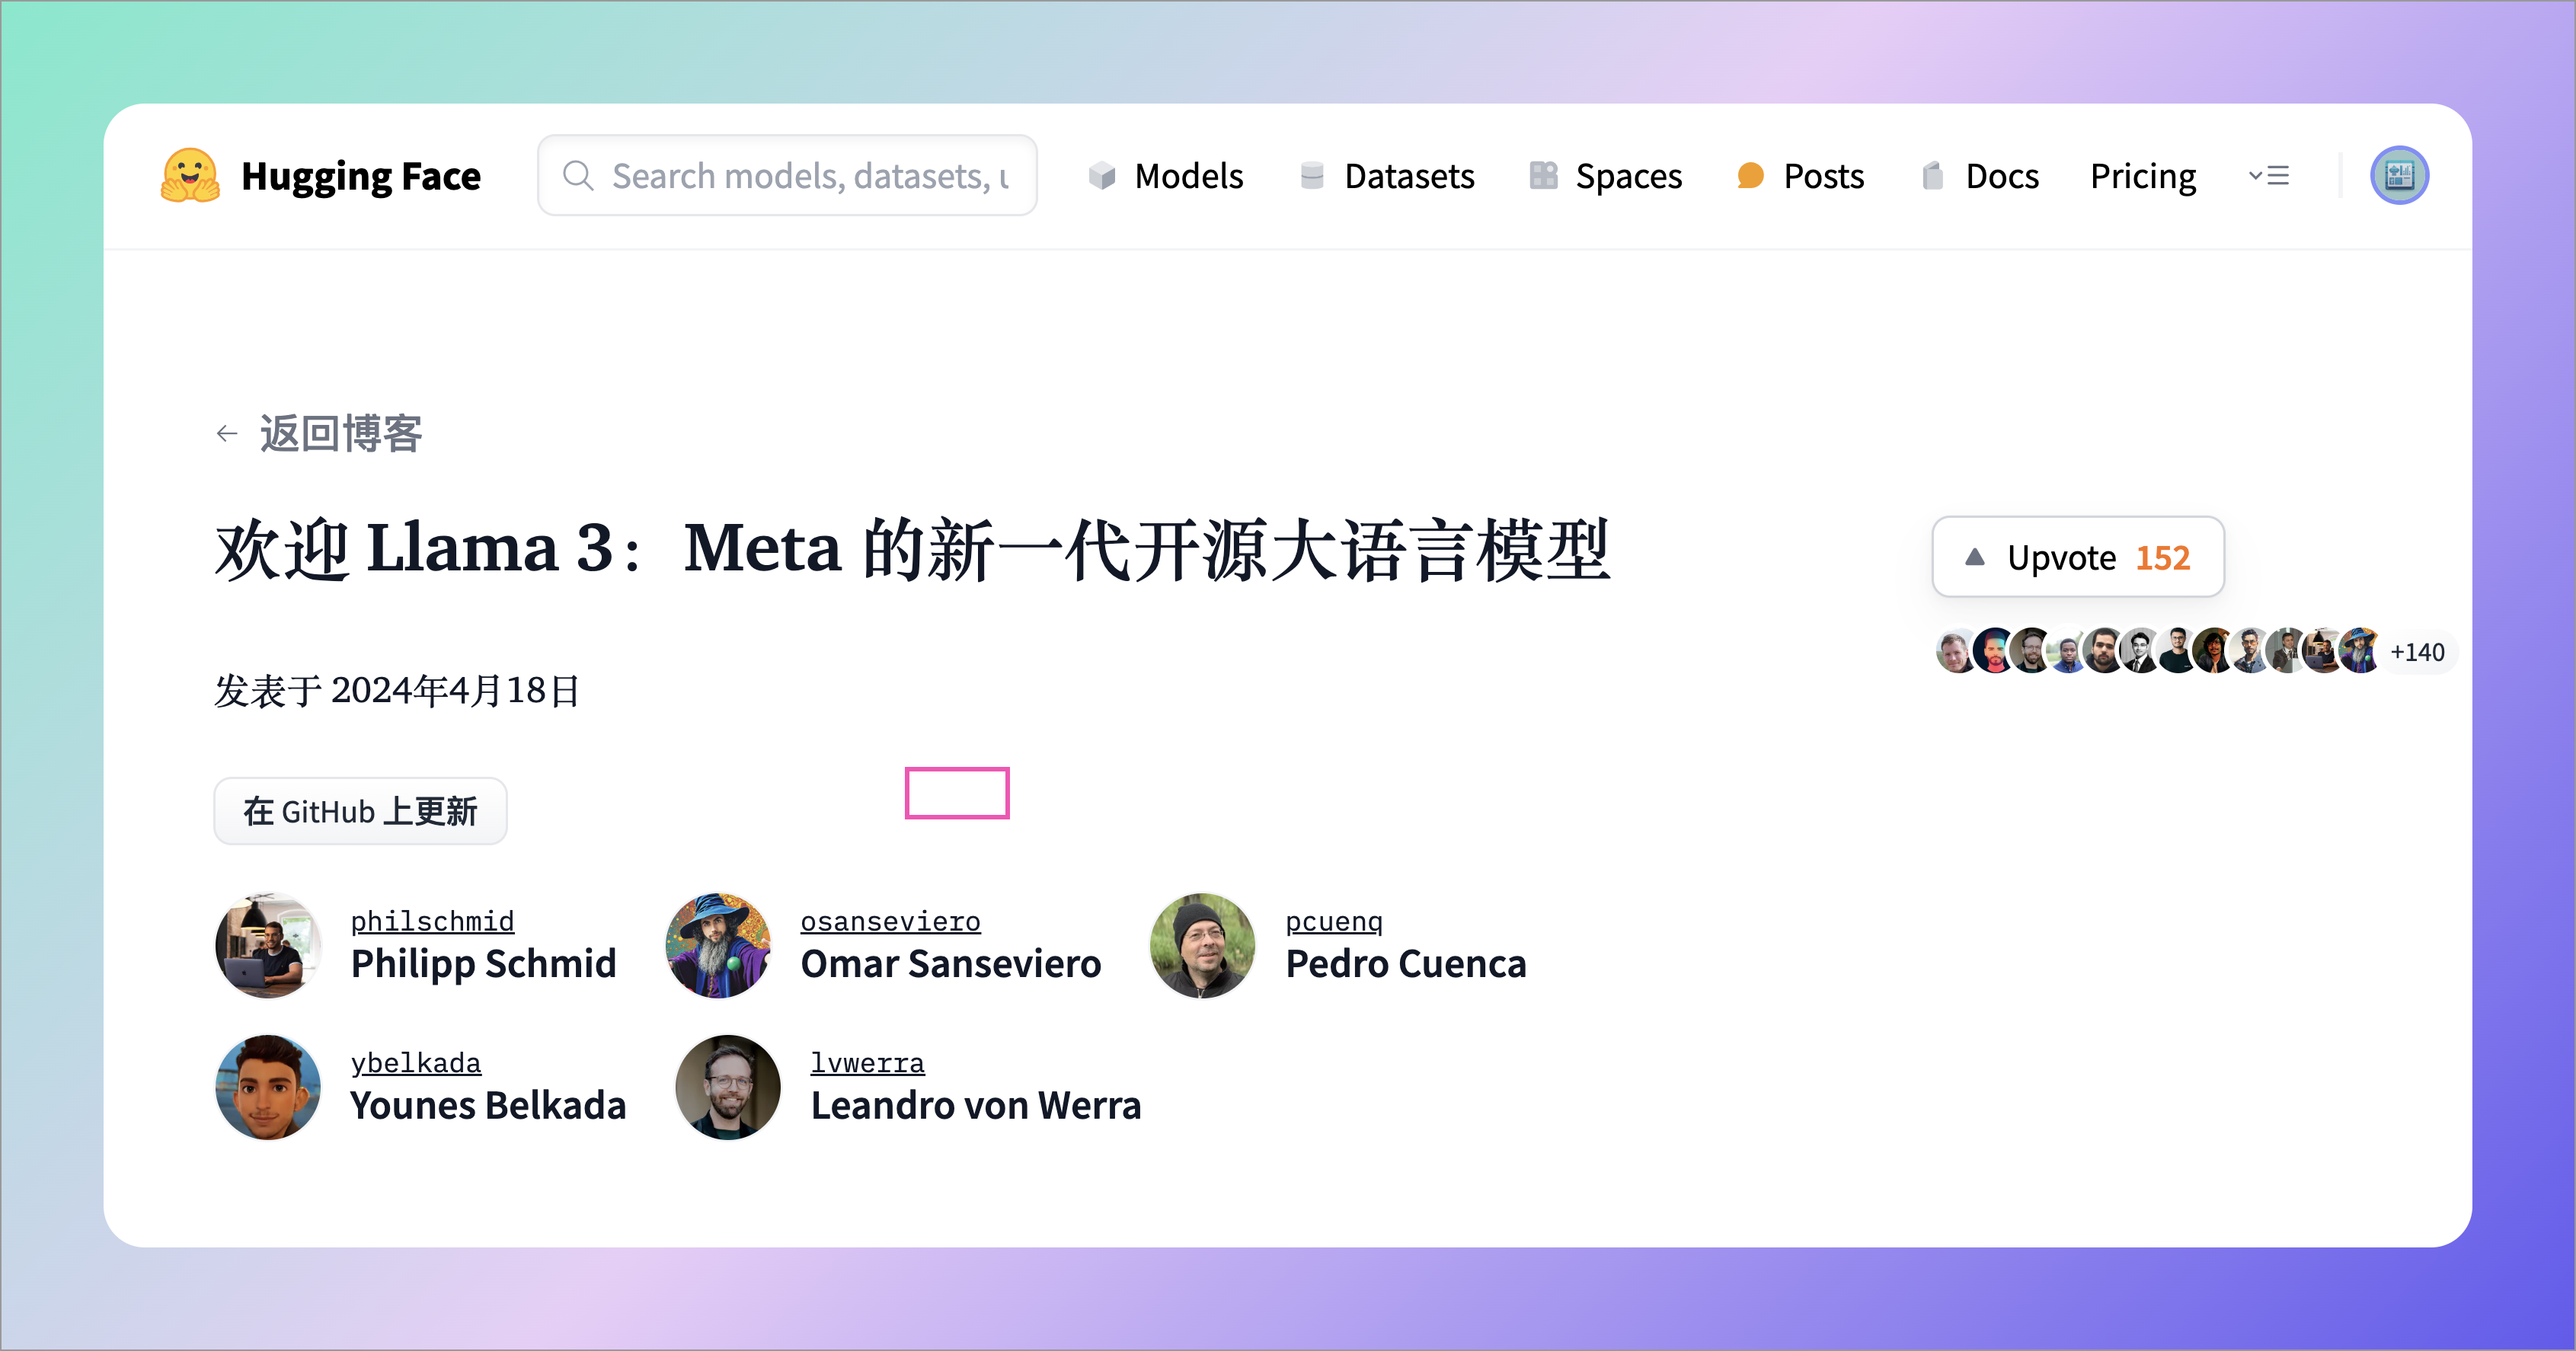 Hugging Face
Search models, datasets, u
Models
Datasets
Spaces
Posts
Docs
Pricing
返回博客
欢迎 Llama 3：Meta 的新一代开源大语言模型
Upvote 152
+140
发表于 2024年4月18日
在 GitHub 上更新
philschmid
Philipp Schmid
osanseviero
Omar Sanseviero
pcuenq
Pedro Cuenca
ybelkada
Younes Belkada
lvwerra
Leandro von Werra